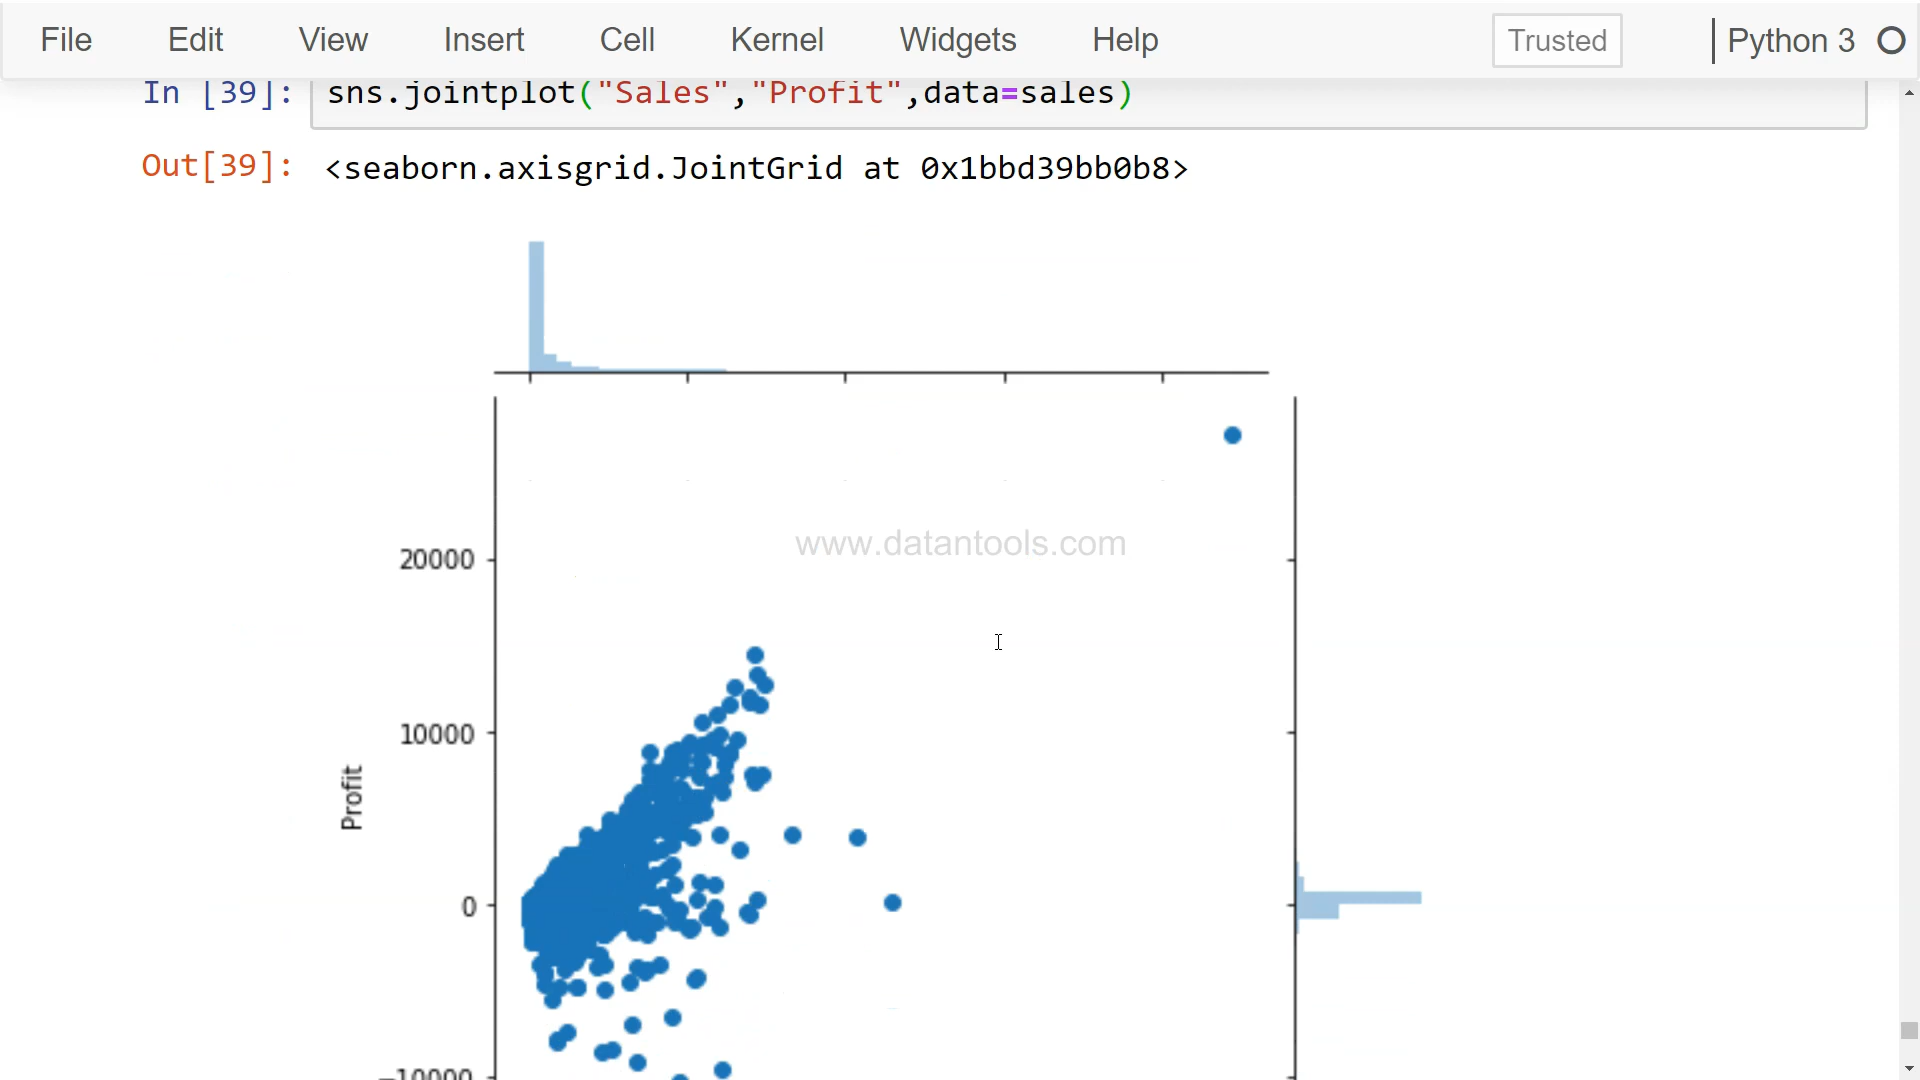 File Edit View Insert Cell Kernel Widgets Help Trusted Python 3
In [39]: sns.jointplot("Sales","Profit",data=sales)
Out[39]: <seaborn.axisgrid.JointGrid at 0x1bbd39bb0b8>
www.datantools.com
20000
10000
Profit
0
-10000